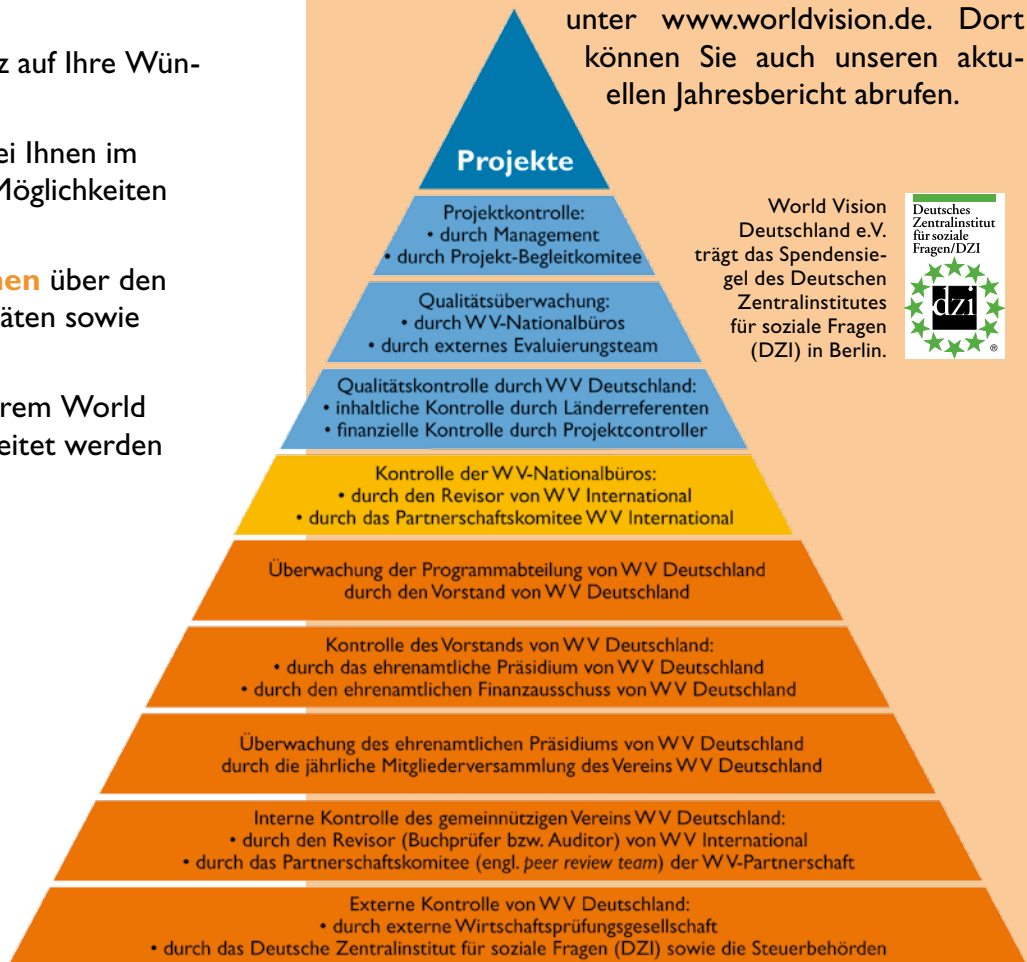 z auf Ihre Wün-
ei Ihnen im
Möglichkeiten
nen über den
täten sowie
rem World
eitet werden
unter www.worldvision.de. Dort
können Sie auch unseren aktu-
ellen Jahresbericht abrufen.
World Vision
Deutschland e.V.
trägt das Spendensie-
gel des Deutschen
Zentralinstitutes
für soziale Fragen
(DZI) in Berlin.
Deutsches
Zentralinstitut
für soziale
Fragen/DZI
dzi
®
Projekte
Projektkontrolle:
• durch Management
• durch Projekt-Begleitkomitee
Qualitätsüberwachung:
• durch WV-Nationalbüros
• durch externes Evaluierungsteam
Qualitätskontrolle durch WV Deutschland:
• inhaltliche Kontrolle durch Länderreferenten
• finanzielle Kontrolle durch Projektcontroller
Kontrolle der WV-Nationalbüros:
• durch den Revisor von WV International
• durch das Partnerschaftskomitee WV International
Überwachung der Programmabteilung von WV Deutschland
durch den Vorstand von WV Deutschland
Kontrolle des Vorstands von WV Deutschland:
• durch das ehrenamtliche Präsidium von WV Deutschland
• durch den ehrenamtlichen Finanzausschuss von WV Deutschland
Überwachung des ehrenamtlichen Präsidiums von WV Deutschland
durch die jährliche Mitgliederversammlung des Vereins WV Deutschland
Interne Kontrolle des gemeinnützigen Vereins WV Deutschland:
• durch den Revisor (Buchprüfer bzw. Auditor) von WV International
• durch das Partnerschaftskomitee (engl. peer review team) der WV-Partnerschaft
Externe Kontrolle von WV Deutschland:
• durch externe Wirtschaftsprüfungsgesellschaft
• durch das Deutsche Zentralinstitut für soziale Fragen (DZI) sowie die Steuerbehörden